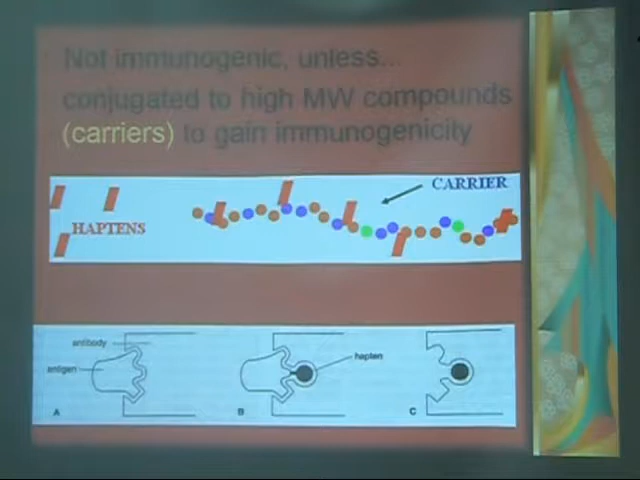 Not immunogenic, unless...
conjugated to high MW compounds
(carriers) to gain immunogenicity
CARRIER
HAPTENS
antibody
antigen
hapten
A
B
C